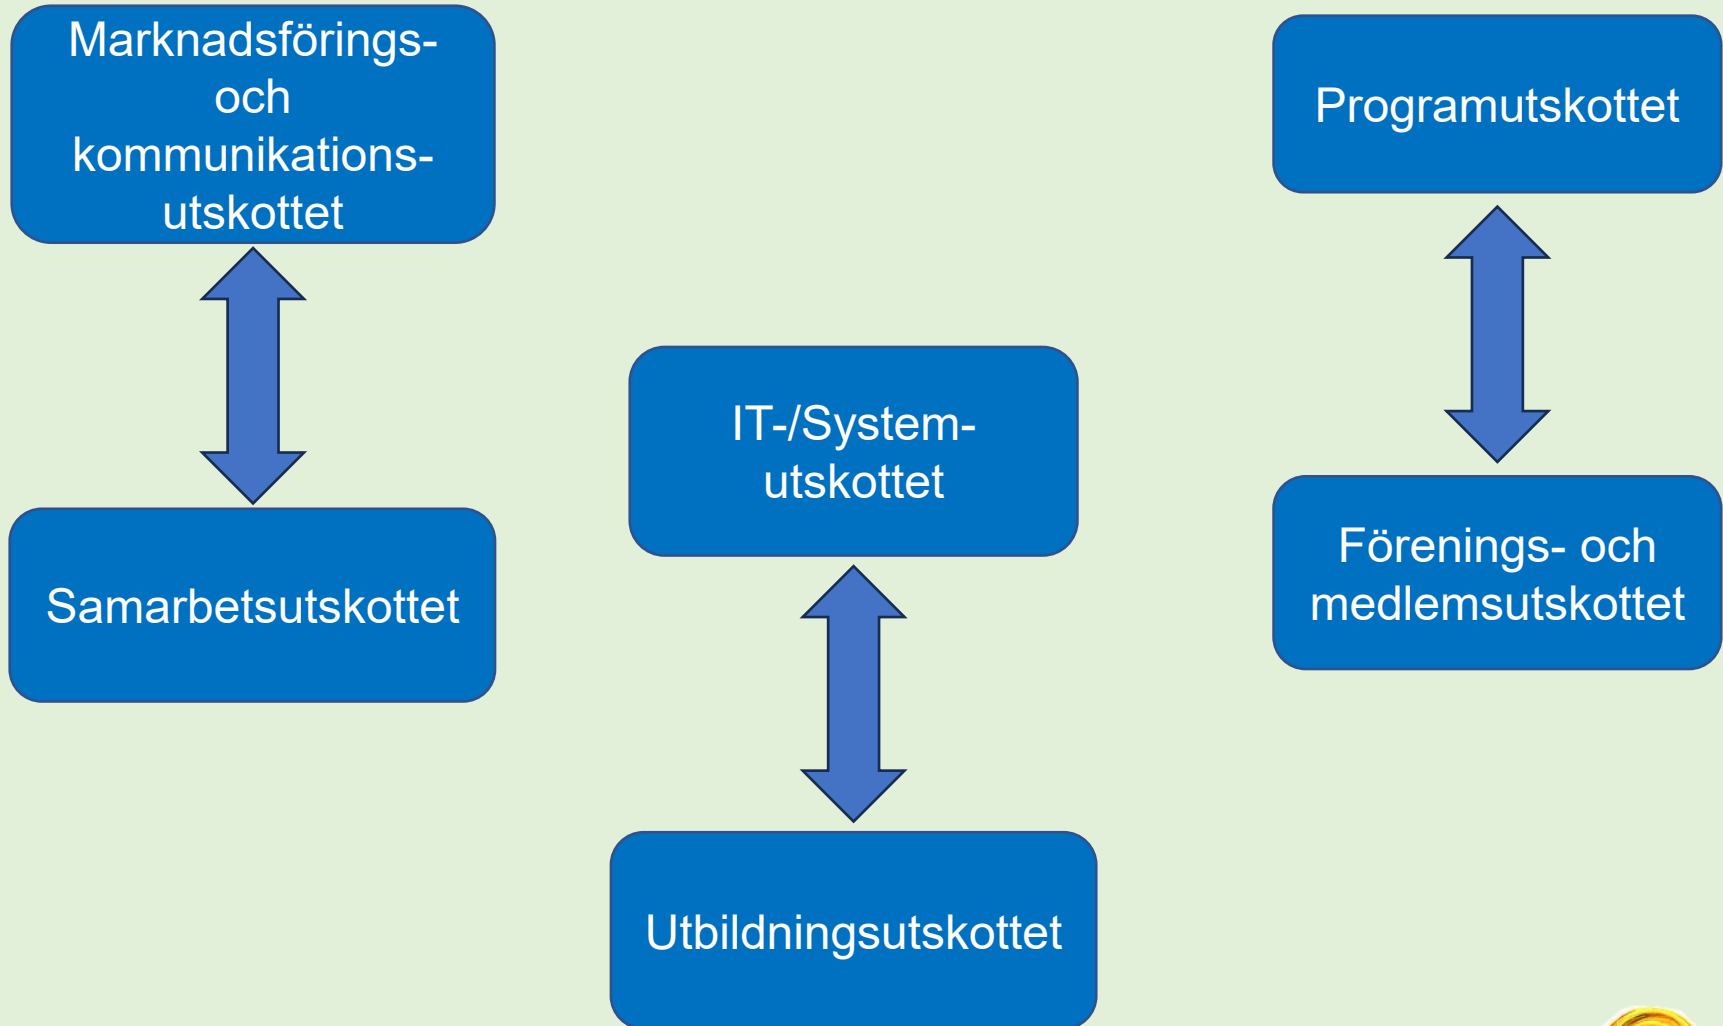 Marknadsförings-
och
kommunikations-
utskottet
Programutskottet
IT-/System-
utskottet
Samarbetsutskottet
Förenings- och
medlemsutskottet
Utbildningsutskottet